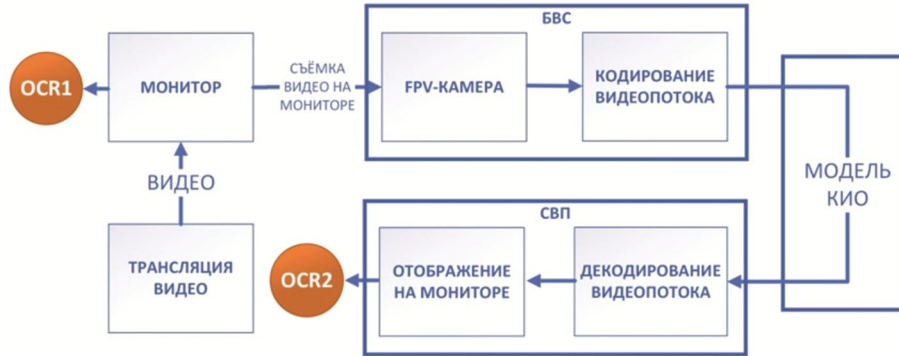 БВС
OCR1
МОНИТОР
СЪЁМКА
ВИДЕО НА
МОНИТОРЕ
FPV-КАМЕРА
КОДИРОВАНИЕ
ВИДЕОПОТОКА
ВИДЕО
МОДЕЛЬ
КИО
СВП
ТРАНСЛЯЦИЯ
ВИДЕО
OCR2
ОТОБРАЖЕНИЕ
НА МОНИТОРЕ
ДЕКОДИРОВАНИЕ
ВИДЕОПОТОКА